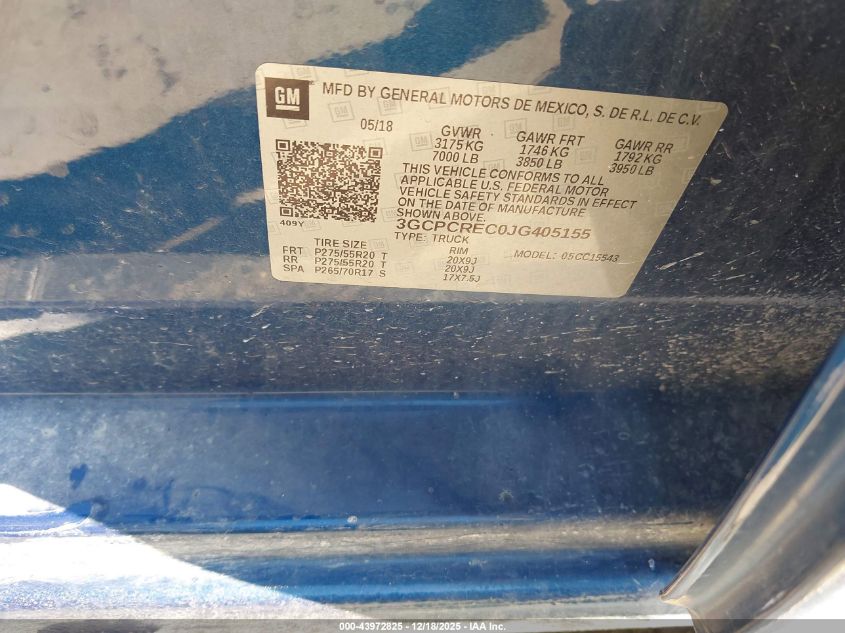 GM
MFD BY GENERAL MOTORS DE MEXICO, S. DE R.L. DE C.V.
05/18 GVWR GAWR FRT GAWR RR
3175 KG 1746 KG 1792 KG
7000 LB 3850 LB 3950 LB
THIS VEHICLE CONFORMS TO ALL
APPLICABLE U.S. FEDERAL MOTOR
VEHICLE SAFETY STANDARDS IN EFFECT
ON THE DATE OF MANUFACTURE
SHOWN ABOVE.
409Y 3GCPCREC0JG405155
TYPE: TRUCK MODEL: 05CC15543
TIRE SIZE RIM
FRT P275/55R20 T 20X9J
RR P275/55R20 T 20X9J
SPA P265/70R17 S 17X7.5J
000-43972825 - 12/18/2025 - IAA Inc.